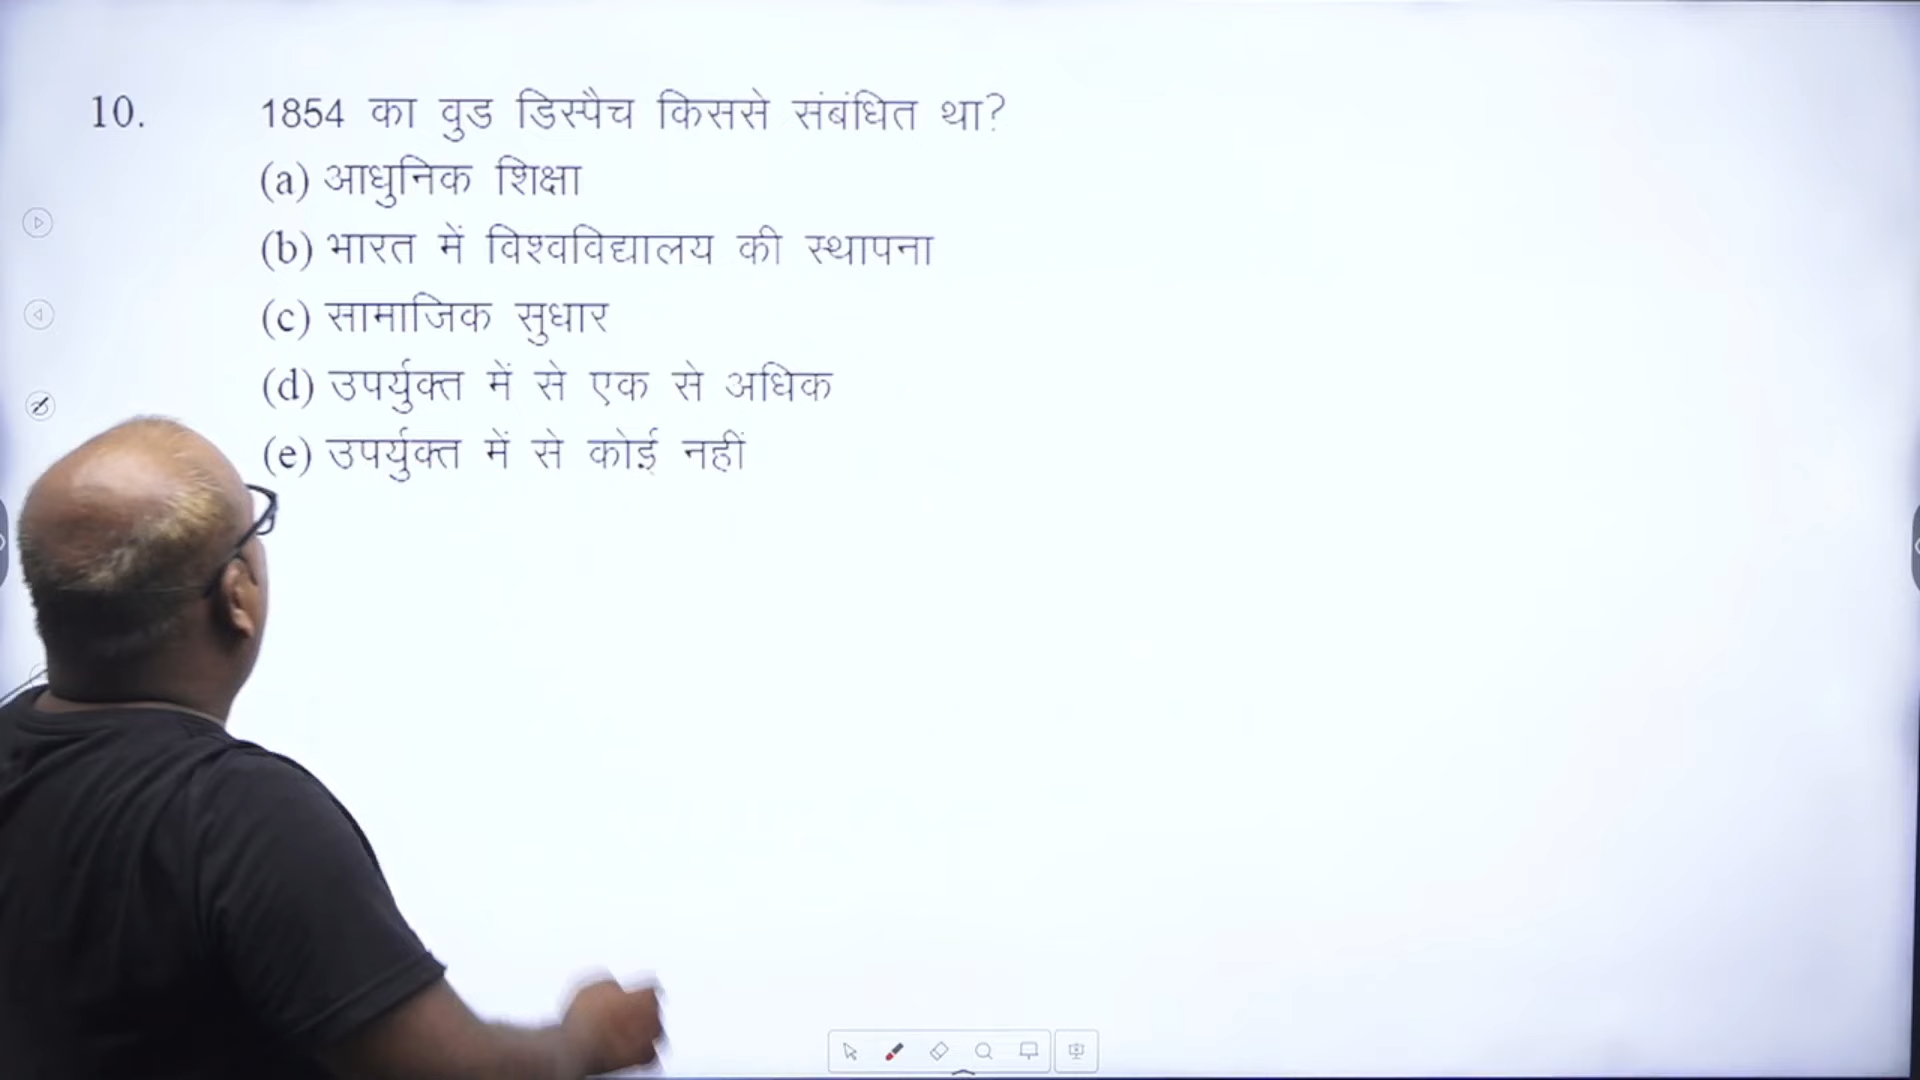 10. 1854 का वुड डिस्पैच किससे संबंधित था?
(a) आधुनिक शिक्षा
(b) भारत में विश्वविद्यालय की स्थापना
(c) सामाजिक सुधार
(d) उपर्युक्त में से एक से अधिक
(e) उपर्युक्त में से कोई नहीं